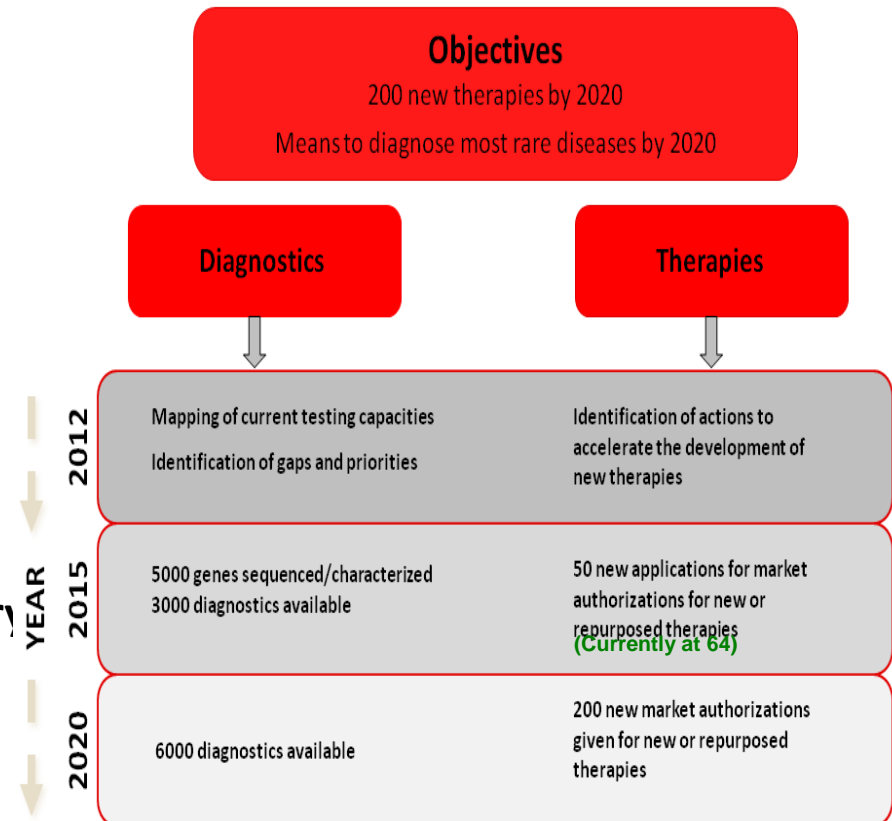 Objectives
200 new therapies by 2020
Means to diagnose most rare diseases by 2020
Diagnostics
Therapies
YEAR
2012
Mapping of current testing capacities
Identification of gaps and priorities
Identification of actions to
accelerate the development of
new therapies
2015
5000 genes sequenced/characterized
3000 diagnostics available
50 new applications for market
authorizations for new or
repurposed therapies
(Currently at 64)
2020
6000 diagnostics available
200 new market authorizations
given for new or repurposed
therapies